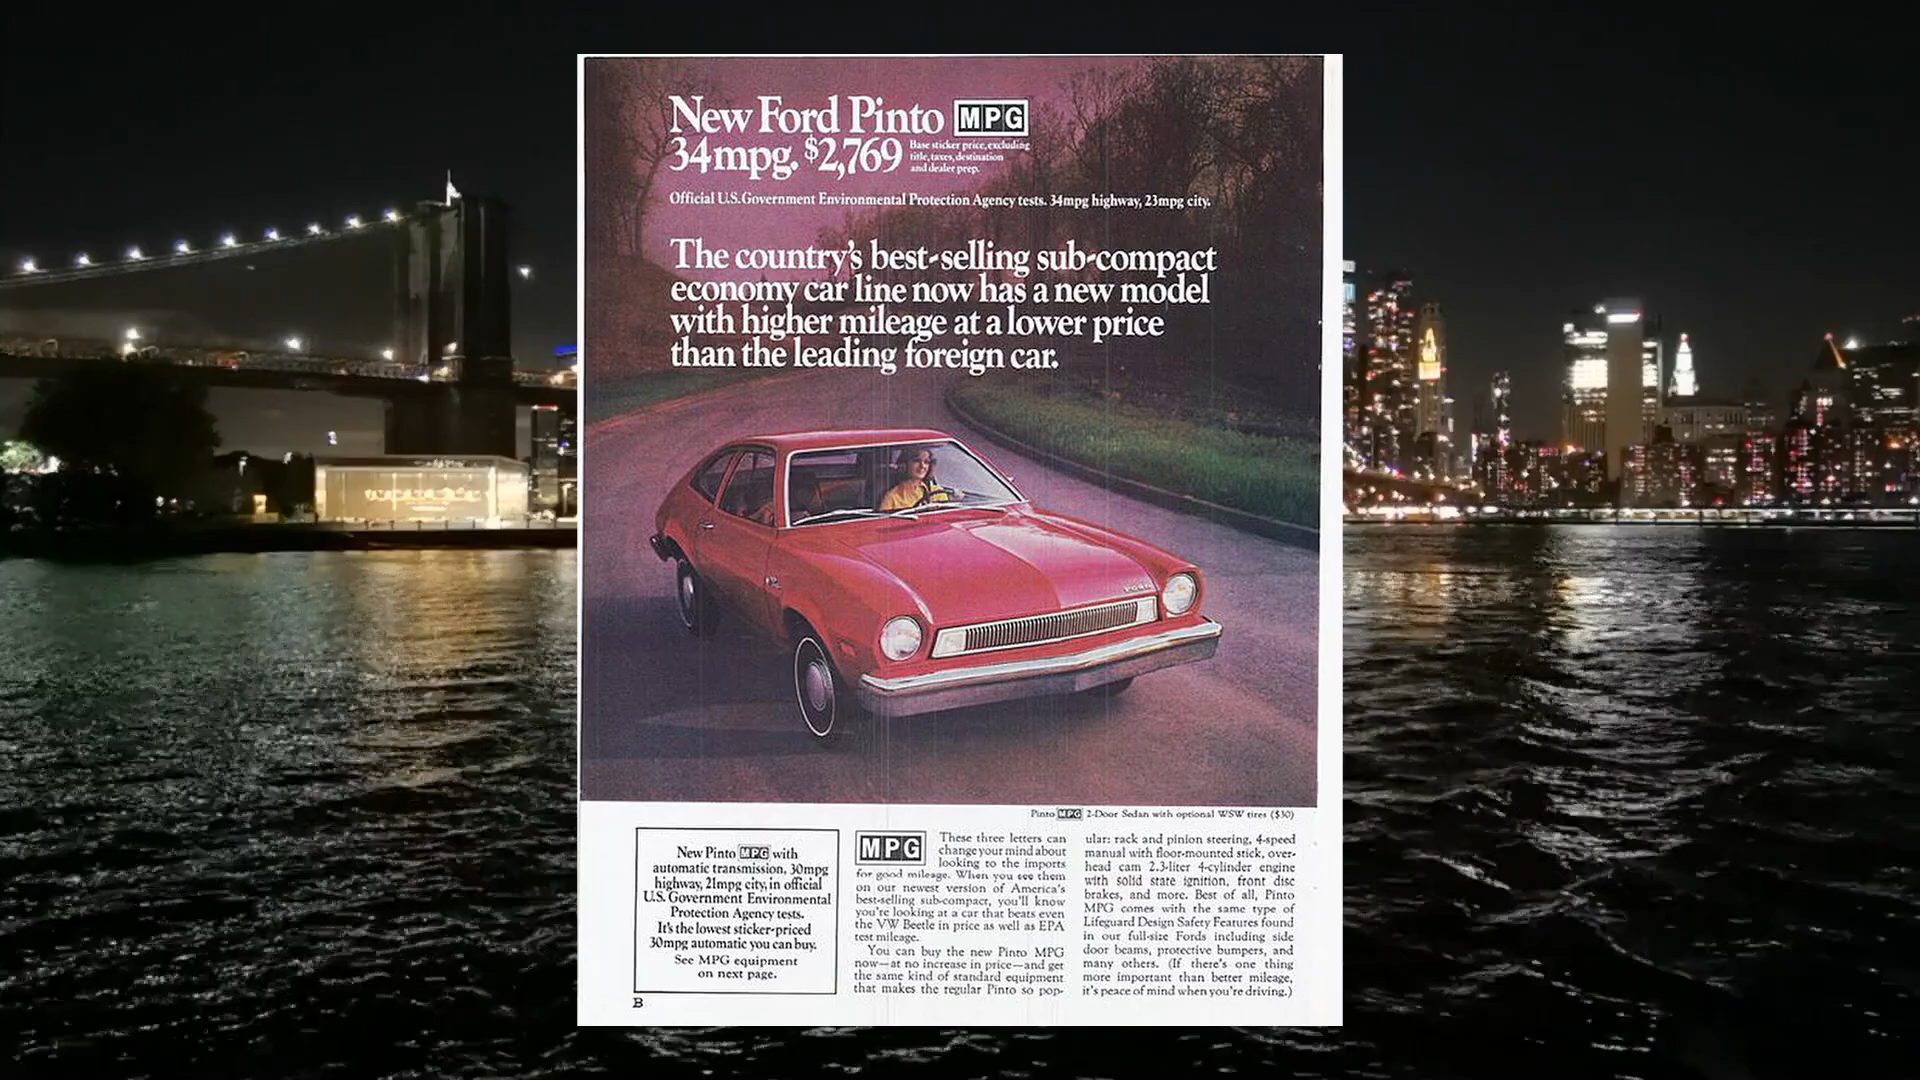 New Ford Pinto MPG
34mpg. $2,769
Base sticker price, excluding
title, taxes, destination
and dealer prep.
Official U.S. Government Environmental Protection Agency tests. 34mpg highway, 23mpg city.
The country's best-selling sub-compact
economy car line now has a new model
with higher mileage at a lower price
than the leading foreign car.
FORD
Pinto MPG 2-Door Sedan with optional WSW tires ($30)
New Pinto MPG with
automatic transmission, 30mpg
highway, 21mpg city, in official
U.S. Government Environmental
Protection Agency tests.
It's the lowest sticker-priced
30mpg automatic you can buy.
See MPG equipment
on next page.
B
MPG
These three letters can
change your mind about
looking to the imports
for good mileage. When you see them
on our newest version of America's
best-selling sub-compact, you'll know
you're looking at a car that beats even
the VW Beetle in price as well as EPA
test mileage.
You can buy the new Pinto MPG
now—at no increase in price—and get
the same kind of standard equipment
that makes the regular Pinto so pop-
ular: rack and pinion steering, 4-speed
manual with floor-mounted stick, over-
head cam 2.3-liter 4-cylinder engine
with solid state ignition, front disc
brakes, and more. Best of all, Pinto
MPG comes with the same type of
Lifeguard Design Safety Features found
in our full-size Fords including side
door beams, protective bumpers, and
many others. (If there's one thing
more important than better mileage,
it's peace of mind when you're driving.)